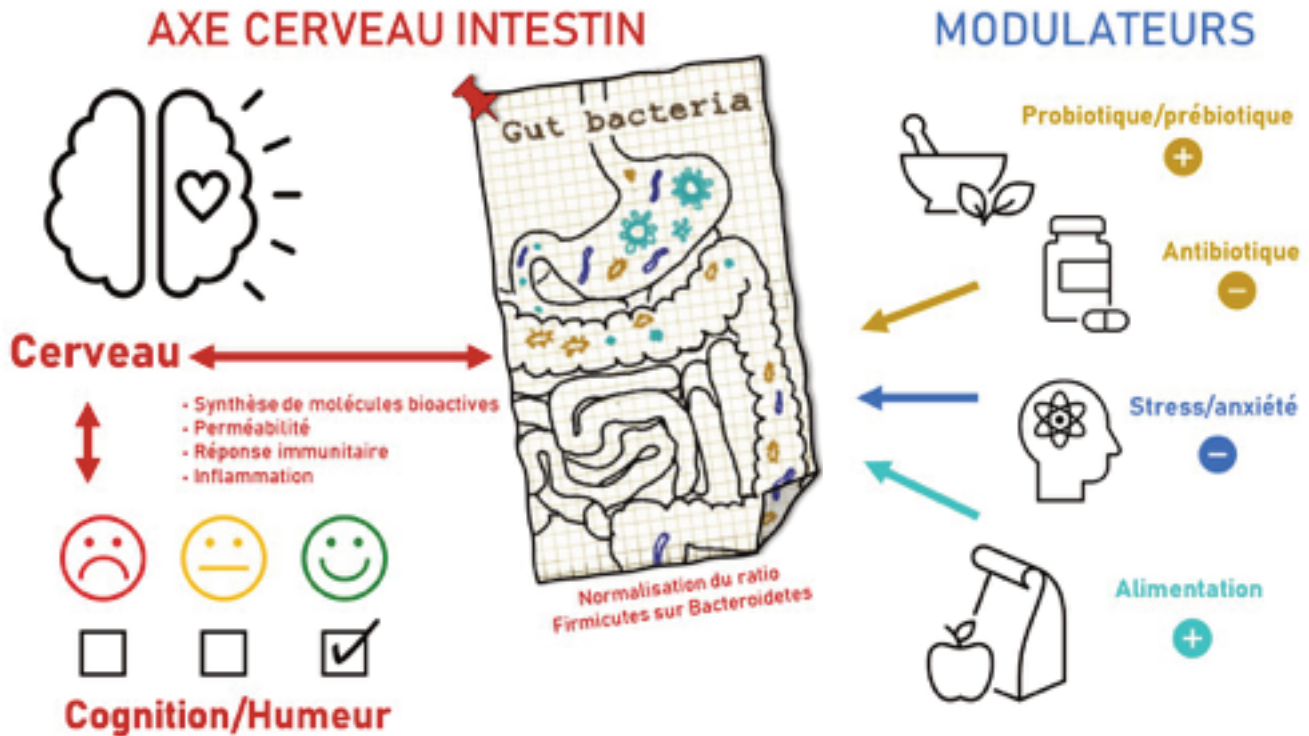 AXE CERVEAU INTESTIN
Gut bacteria
Cerveau
- Synthèse de molécules bioactives
- Perméabilité
- Réponse immunitaire
- Inflammation
Normalisation du ratio
Firmicutes sur Bacteroidetes
Cognition/Humeur
MODULATEURS
Probiotique/prébiotique
+
Antibiotique
−
Stress/anxiété
−
Alimentation
+